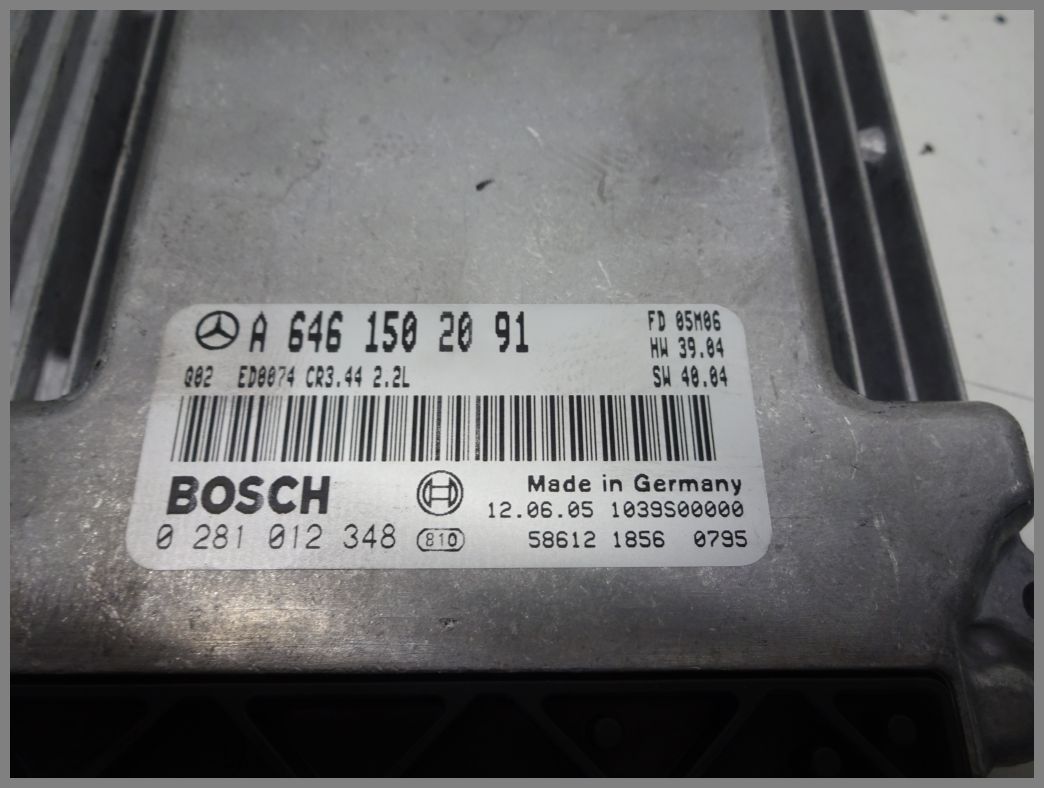 A 646 150 20 91
FD 05M06
HW 39.04
Q02 ED0074 CR3.44 2.2L
SW 40.04
BOSCH
Made in Germany
12.06.05 1039S00000
0 281 012 348 810
58612 1856 0795